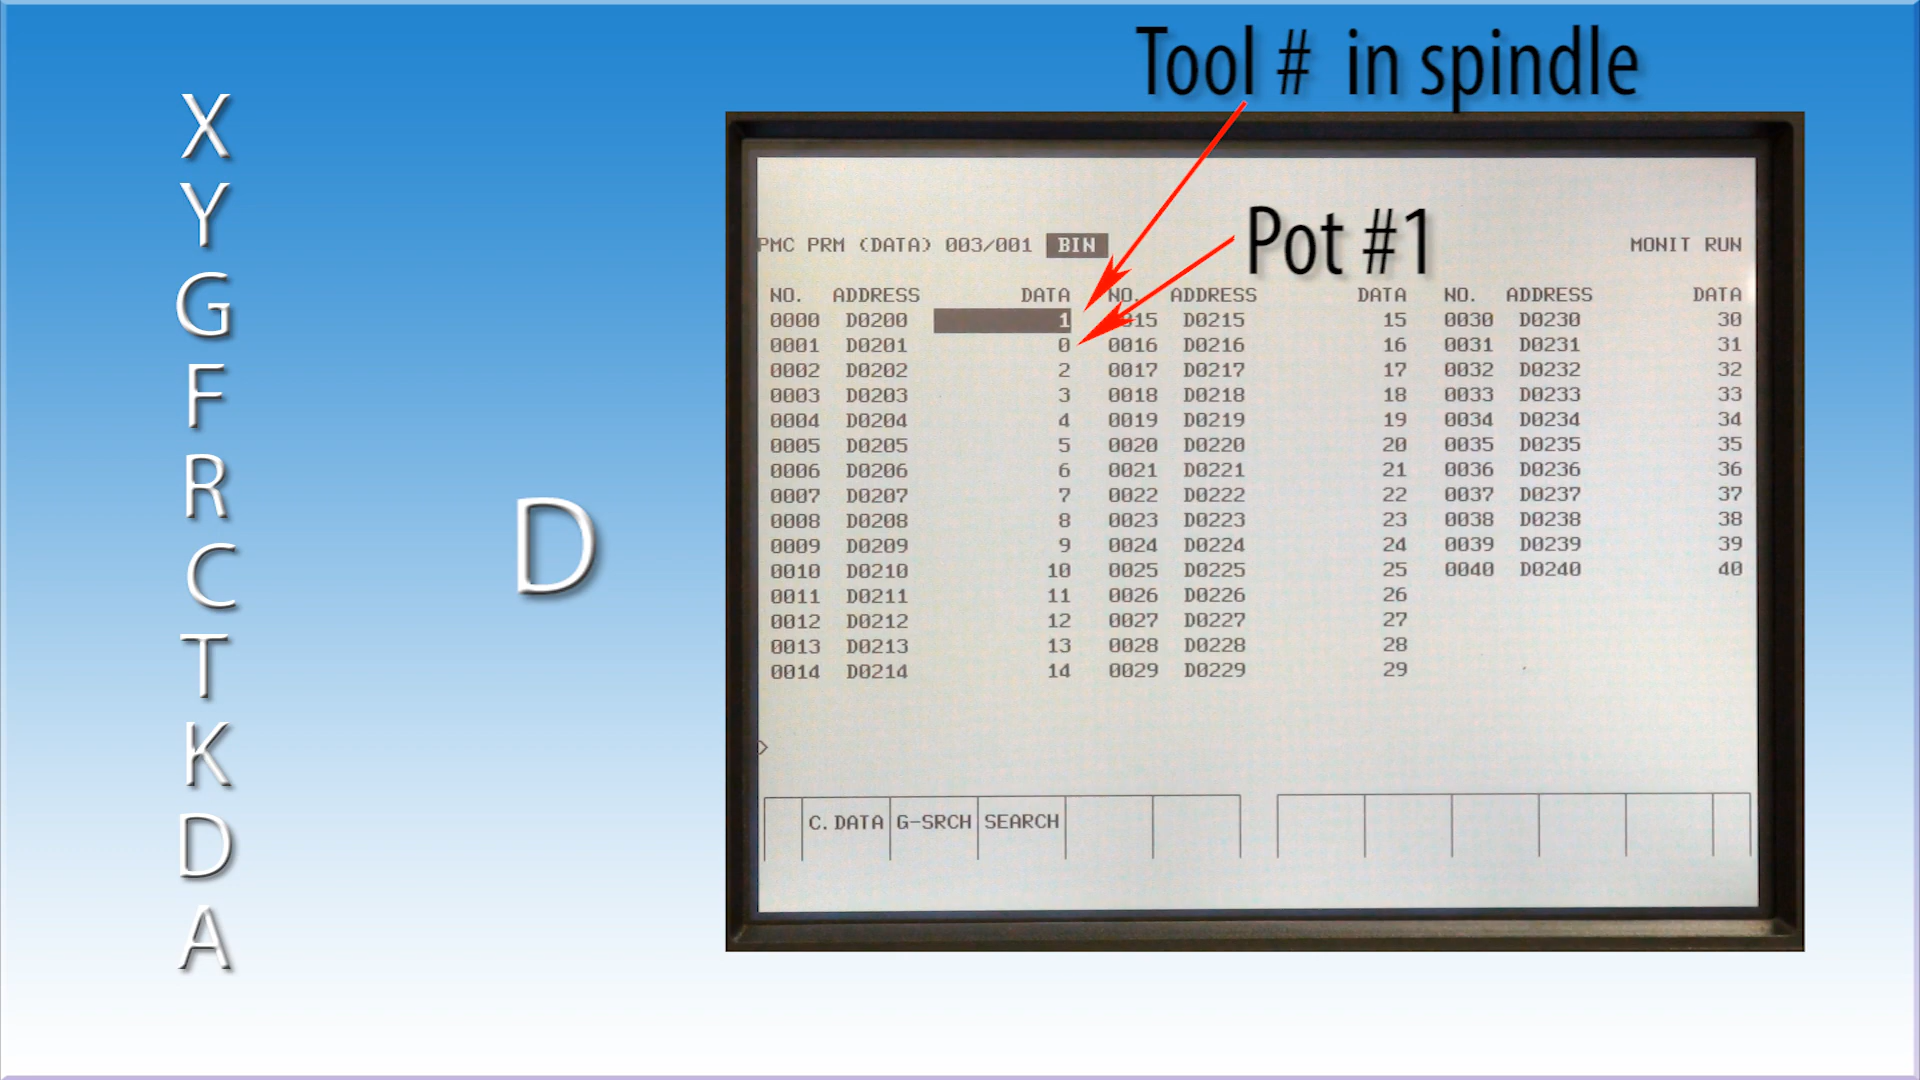 Tool # in spindle
X
Y
G
F
R
C
T
K
D
A
D
Pot #1
PMC PRM (DATA) 003/001 BIN MONIT RUN
NO. ADDRESS DATA NO. ADDRESS DATA NO. ADDRESS DATA
0000 D0200 1 0015 D0215 15 0030 D0230 30
0001 D0201 0 0016 D0216 16 0031 D0231 31
0002 D0202 2 0017 D0217 17 0032 D0232 32
0003 D0203 3 0018 D0218 18 0033 D0233 33
0004 D0204 4 0019 D0219 19 0034 D0234 34
0005 D0205 5 0020 D0220 20 0035 D0235 35
0006 D0206 6 0021 D0221 21 0036 D0236 36
0007 D0207 7 0022 D0222 22 0037 D0237 37
0008 D0208 8 0023 D0223 23 0038 D0238 38
0009 D0209 9 0024 D0224 24 0039 D0239 39
0010 D0210 10 0025 D0225 25 0040 D0240 40
0011 D0211 11 0026 D0226 26
0012 D0212 12 0027 D0227 27
0013 D0213 13 0028 D0228 28
0014 D0214 14 0029 D0229 29
>
C.DATA G-SRCH SEARCH